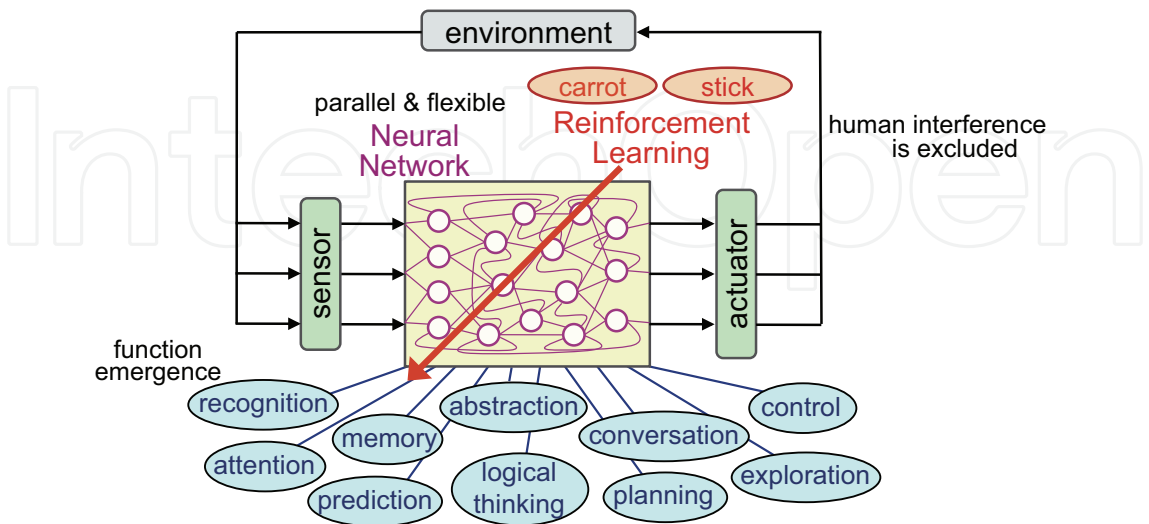 environment
carrot
stick
parallel & flexible
Neural
Network
Reinforcement
Learning
human interference
is excluded
IntechOpen
sensor
actuator
function
emergence
recognition
abstraction
control
memory
conversation
attention
logical
thinking
exploration
prediction
planning